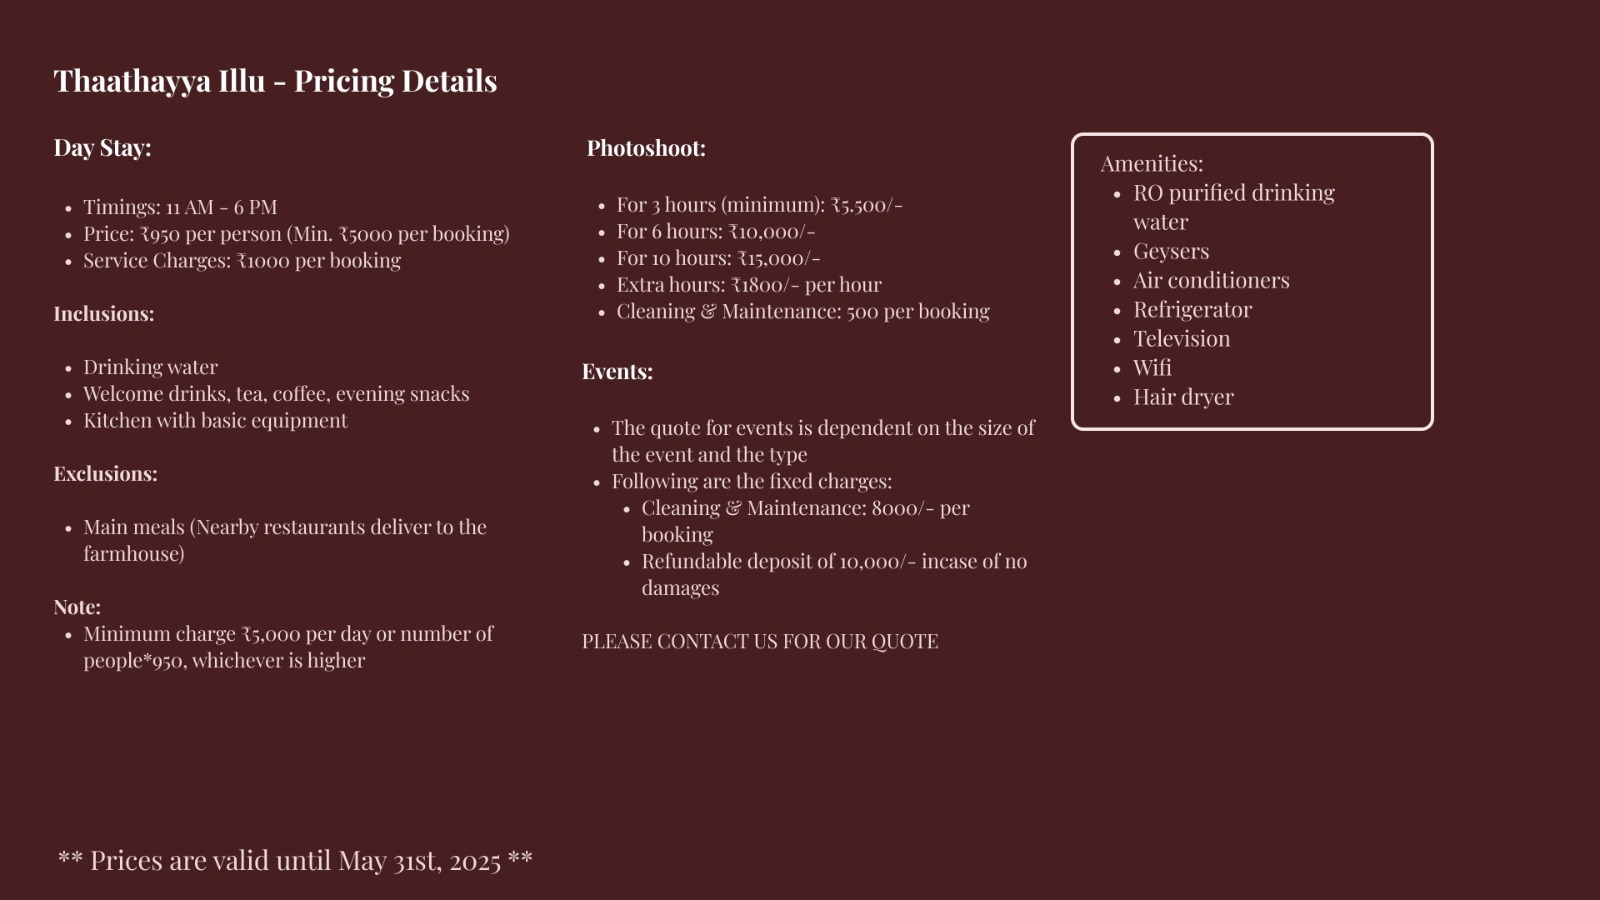 Thaathayya Illu - Pricing Details
Day Stay:
• Timings: 11 AM - 6 PM
• Price: ₹950 per person (Min. ₹5000 per booking)
• Service Charges: ₹1000 per booking
Inclusions:
• Drinking water
• Welcome drinks, tea, coffee, evening snacks
• Kitchen with basic equipment
Exclusions:
• Main meals (Nearby restaurants deliver to the
farmhouse)
Note:
• Minimum charge ₹5,000 per day or number of
people*950, whichever is higher
Photoshoot:
• For 3 hours (minimum): ₹5.500/-
• For 6 hours: ₹10,000/-
• For 10 hours: ₹15,000/-
• Extra hours: ₹1800/- per hour
• Cleaning & Maintenance: 500 per booking
Events:
• The quote for events is dependent on the size of
the event and the type
• Following are the fixed charges:
• Cleaning & Maintenance: 8000/- per
booking
• Refundable deposit of 10,000/- incase of no
damages
PLEASE CONTACT US FOR OUR QUOTE
Amenities:
• RO purified drinking
water
• Geysers
• Air conditioners
• Refrigerator
• Television
• Wifi
• Hair dryer
** Prices are valid until May 31st, 2025 **